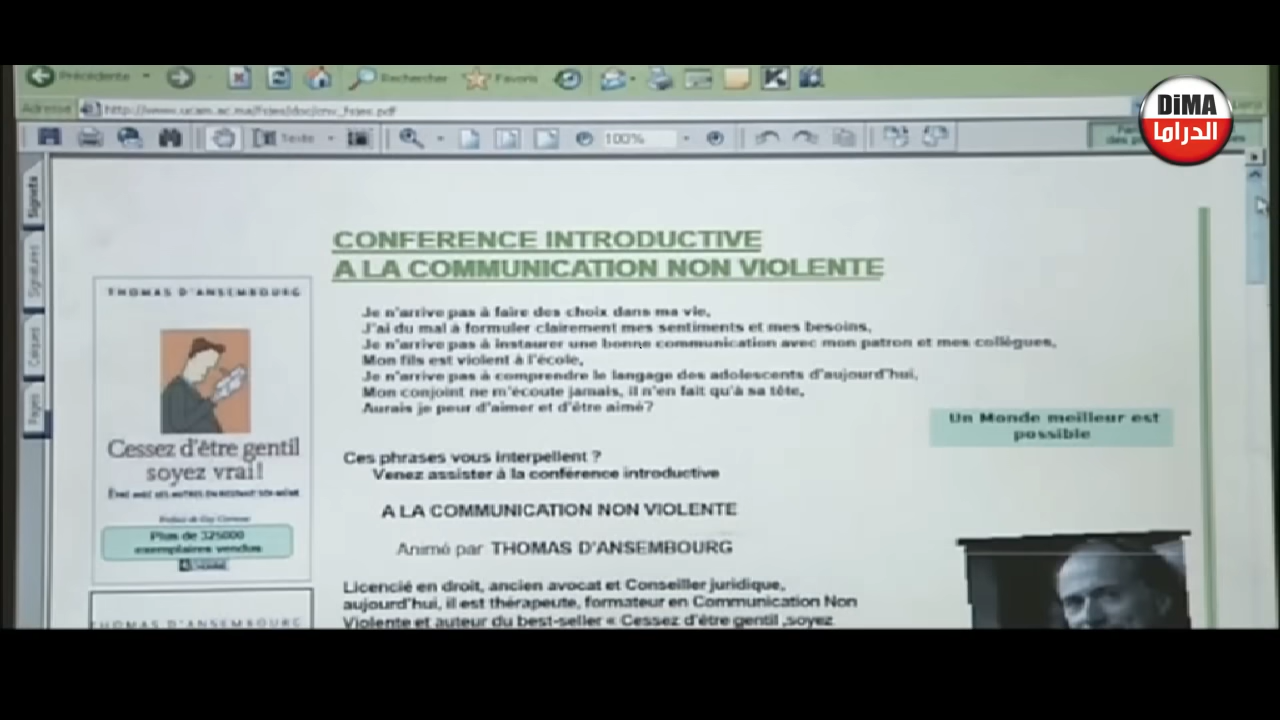 Précédente
Rechercher
Favoris
Adresse
DiMA
الدراما
Texte
100%
Signets
Signatures
Calques
Pages
CONFERENCE INTRODUCTIVE
A LA COMMUNICATION NON VIOLENTE
Je n'arrive pas à faire des choix dans ma vie,
J'ai du mal à formuler clairement mes sentiments et mes besoins,
Je n'arrive pas à instaurer une bonne communication avec mon patron et mes collègues,
Mon fils est violent à l'école,
Je n'arrive pas à comprendre le langage des adolescents d'aujourd'hui,
Mon conjoint ne m'écoute jamais, il n'en fait qu'à sa tête,
Aurais je peur d'aimer et d'être aimé?
Un Monde meilleur est
possible
Ces phrases vous interpellent ?
Venez assister à la conférence introductive
A LA COMMUNICATION NON VIOLENTE
Animé par THOMAS D'ANSEMBOURG
Licencié en droit, ancien avocat et Conseiller juridique,
aujourd'hui, il est thérapeute, formateur en Communication Non
Violente et auteur du best-seller « Cessez d'être gentil ,soyez
THOMAS D'ANSEMBOURG
Cessez d'être gentil
soyez vrai!
Plus de 325000
exemplaires vendus
THOMAS D'ANSEMBOURG